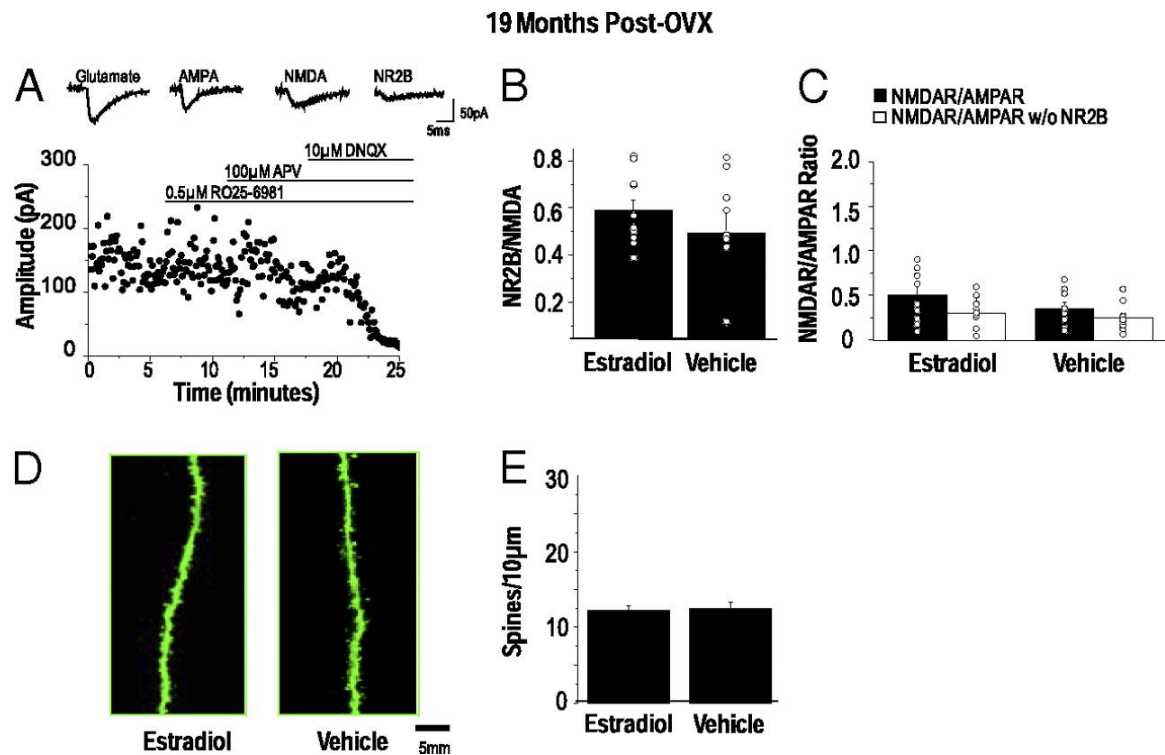 19 Months Post-OVX
A
Glutamate AMPA NMDA NR2B
50pA
5ms
10µM DNQX
100µM APV
0.5µM RO25-6981
Amplitude (pA)
300
200
100
0
0 5 10 15 20 25
Time (minutes)
B
NR2B/NMDA
0.8
0.6
0.4
0.2
Estradiol Vehicle
C
NMDAR/AMPAR
NMDAR/AMPAR w/o NR2B
NMDAR/AMPAR Ratio
2.0
1.5
1.0
0.5
0
Estradiol Vehicle
D
Estradiol Vehicle
5mm
E
Spines/10µm
30
20
10
0
Estradiol Vehicle